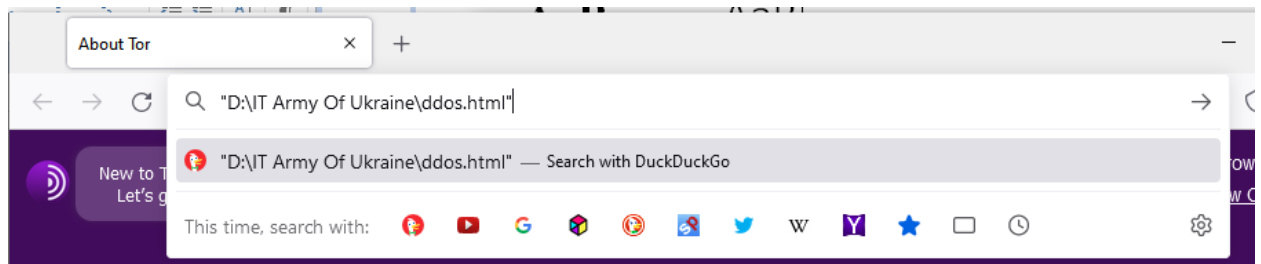 About Tor
"D:\IT Army Of Ukraine\ddos.html"
"D:\IT Army Of Ukraine\ddos.html" — Search with DuckDuckGo
New to T
Let's g
This time, search with: